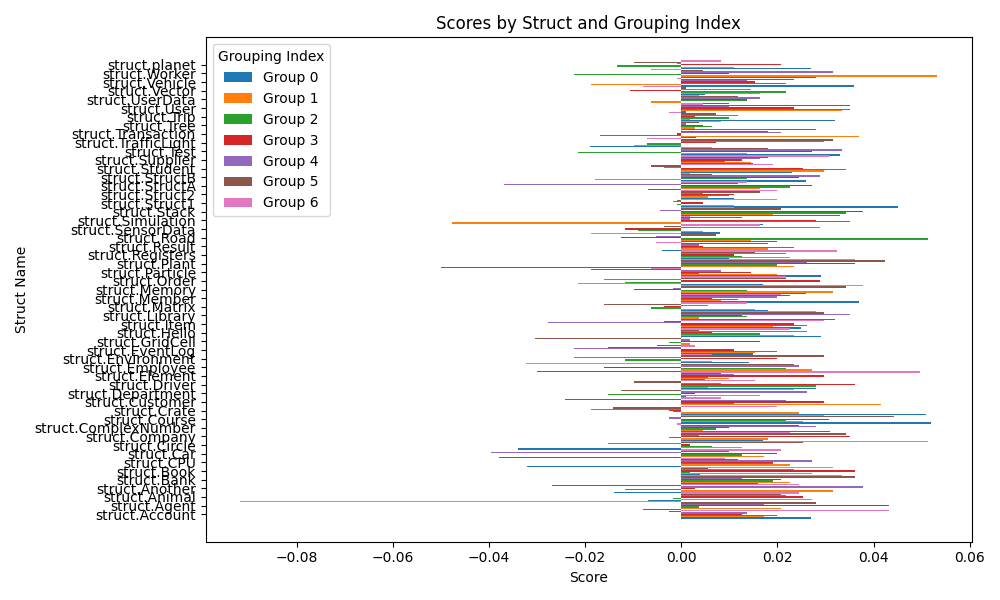 Scores by Struct and Grouping Index
Grouping Index
Group 0
Group 1
Group 2
Group 3
Group 4
Group 5
Group 6
Struct Name
struct.planet
struct.Worker
struct.Vehicle
struct.Vector
struct.UserData
struct.User
struct.Trip
struct.Tree
struct.Transaction
struct.TrafficLight
struct.Test
struct.Supplier
struct.Student
struct.StructB
struct.StructA
struct.Struct2
struct.Struct1
struct.Stack
struct.Simulation
struct.SensorData
struct.Road
struct.Result
struct.Registers
struct.Plant
struct.Particle
struct.Order
struct.Memory
struct.Member
struct.Matrix
struct.Library
struct.Item
struct.Hello
struct.GridCell
struct.EventLog
struct.Environment
struct.Employee
struct.Element
struct.Driver
struct.Department
struct.Customer
struct.Crate
struct.Course
struct.ComplexNumber
struct.Company
struct.Circle
struct.Car
struct.CPU
struct.Book
struct.Bank
struct.Another
struct.Animal
struct.Agent
struct.Account
−0.08
−0.06
−0.04
−0.02
0.00
0.02
0.04
0.06
Score